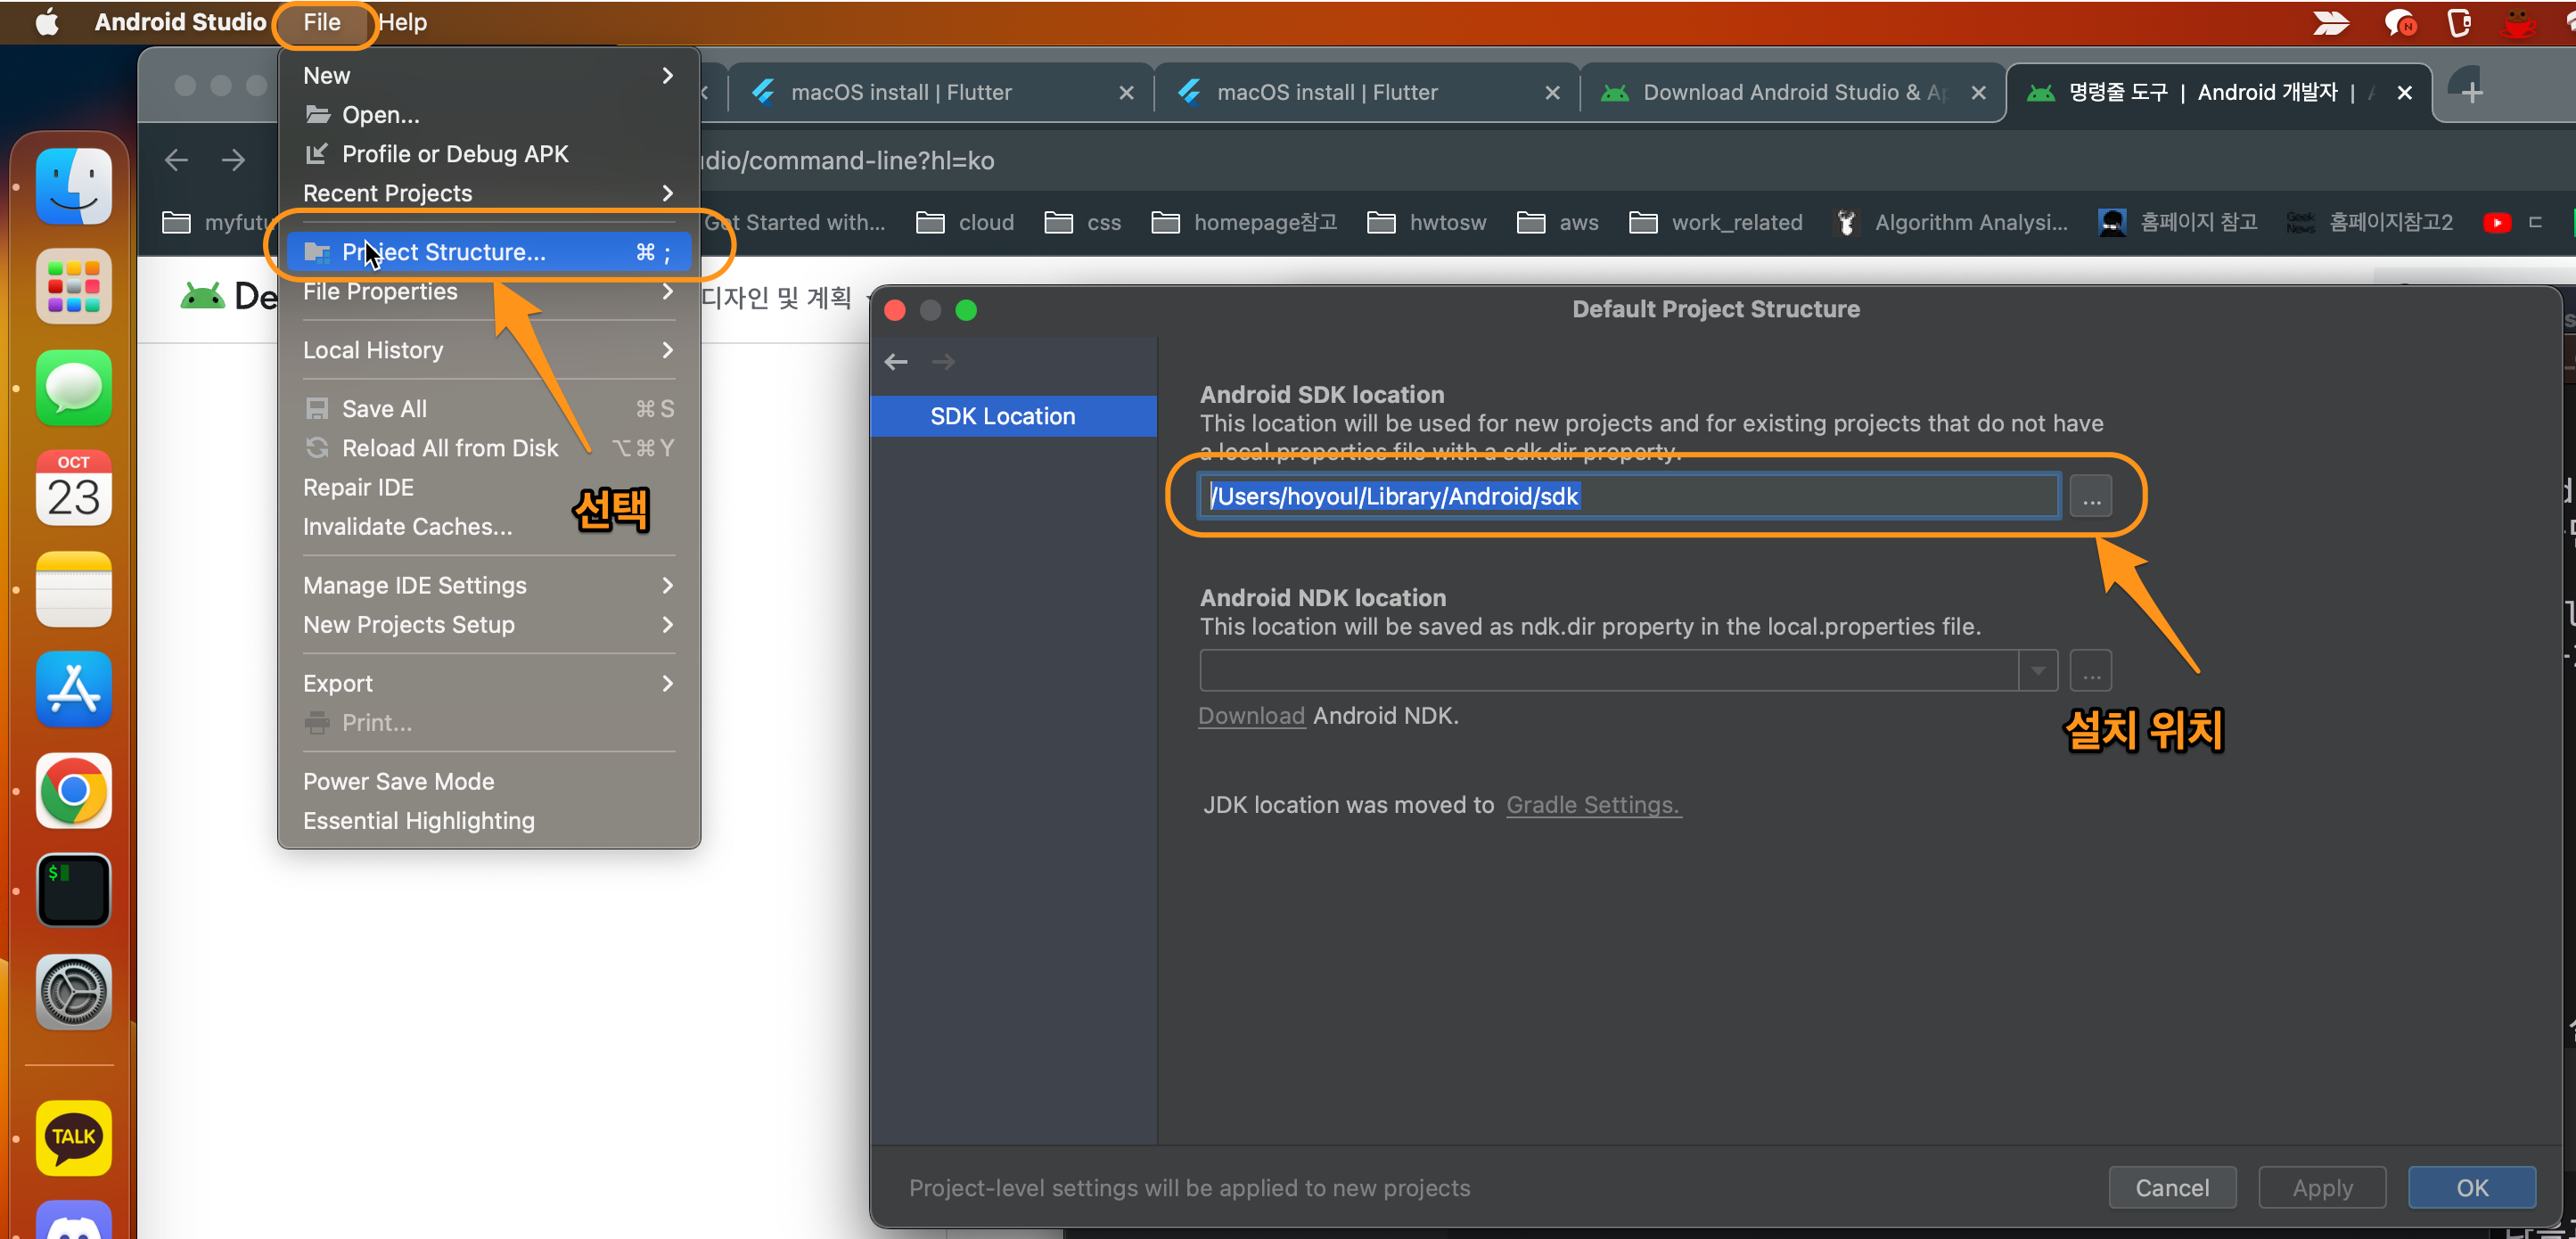 Android Studio File Help
macOS install | Flutter
macOS install | Flutter
Download Android Studio & Ap
명령줄 도구 | Android 개발자 |
dio/command-line?hl=ko
Get Started with...
cloud
css
homepage참고
hwtosw
aws
work_related
Algorithm Analysi...
홈페이지 참고
Geek News
홈페이지참고2
디자인 및 계획
New
Open...
Profile or Debug APK
Recent Projects
Project Structure... ⌘ ;
File Properties
Local History
Save All ⌘ S
Reload All from Disk ⌥ ⌘ Y
Repair IDE
Invalidate Caches...
Manage IDE Settings
New Projects Setup
Export
Print...
Power Save Mode
Essential Highlighting
선택
OCT
23
$
TALK
Default Project Structure
SDK Location
Android SDK location
This location will be used for new projects and for existing projects that do not have
a local.properties file with a sdk.dir property.
/Users/hoyoul/Library/Android/sdk
...
Android NDK location
This location will be saved as ndk.dir property in the local.properties file.
...
Download Android NDK.
설치 위치
JDK location was moved to Gradle Settings.
Project-level settings will be applied to new projects
Cancel
Apply
OK